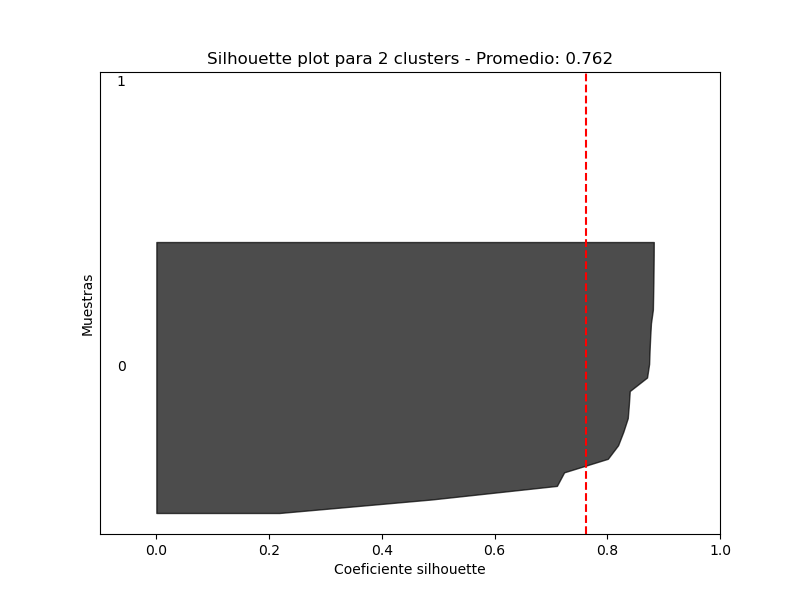 Silhouette plot para 2 clusters - Promedio: 0.762
1
0
Muestras
0.0 0.2 0.4 0.6 0.8 1.0
Coeficiente silhouette